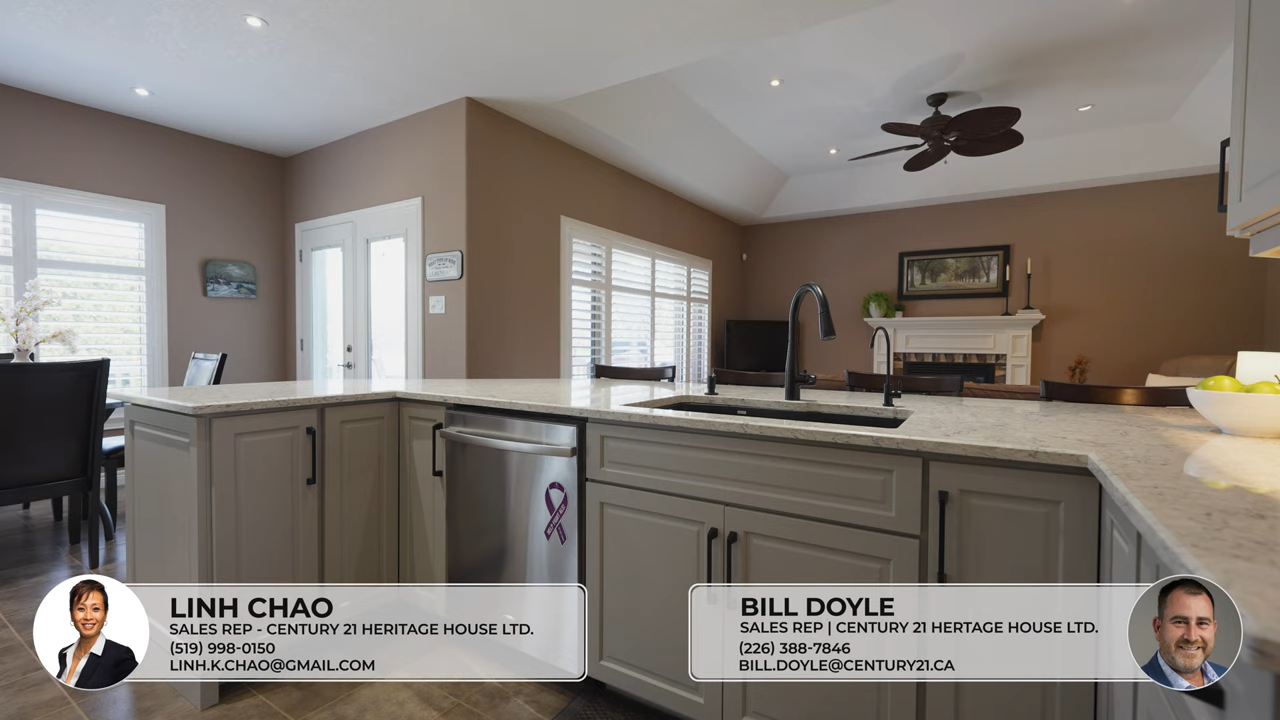 LINH CHAO
SALES REP - CENTURY 21 HERITAGE HOUSE LTD.
(519) 998-0150
LINH.K.CHAO@GMAIL.COM
BILL DOYLE
SALES REP | CENTURY 21 HERTAGE HOUSE LTD.
(226) 388-7846
BILL.DOYLE@CENTURY21.CA